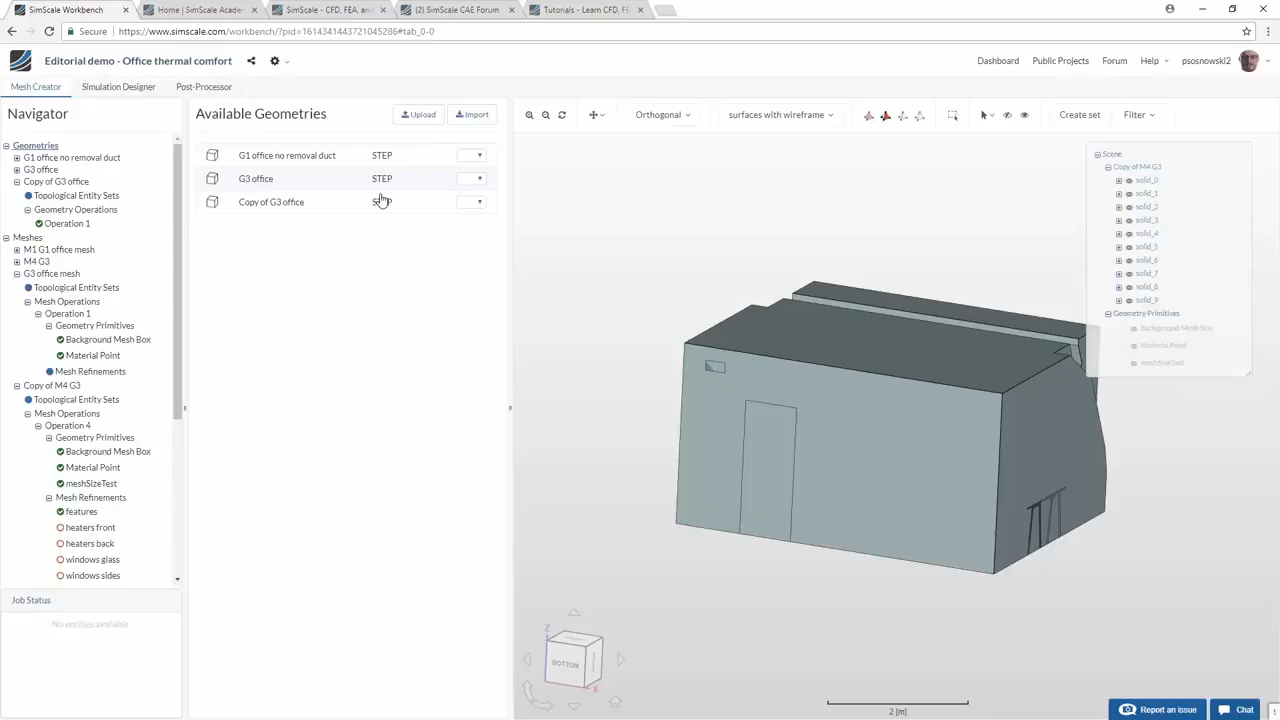 SimScale Workbench
Home | SimScale Acade
SimScale - CFD, FEA, an
(2) SimScale CAE Forum
Tutorials - Learn CFD, FE
Secure
https://www.simscale.com/workbench/?pid=1614341443721045286#tab_0-0
Editorial demo - Office thermal comfort
Dashboard
Public Projects
Forum
Help
psosnowski2
Mesh Creator
Simulation Designer
Post-Processor
Navigator
Geometries
G1 office no removal duct
G3 office
Copy of G3 office
Topological Entity Sets
Geometry Operations
Operation 1
Meshes
M1 G1 office mesh
M4 G3
G3 office mesh
Topological Entity Sets
Mesh Operations
Operation 1
Geometry Primitives
Background Mesh Box
Material Point
Mesh Refinements
Copy of M4 G3
Topological Entity Sets
Mesh Operations
Operation 4
Geometry Primitives
Background Mesh Box
Material Point
meshSizeTest
Mesh Refinements
features
heaters front
heaters back
windows glass
windows sides
Job Status
No entities available
Available Geometries
Upload
Import
G1 office no removal duct STEP
G3 office STEP
Copy of G3 office STEP
Orthogonal
surfaces with wireframe
Create set
Filter
Scene
Copy of M4 G3
solid_0
solid_1
solid_2
solid_3
solid_4
solid_5
solid_6
solid_7
solid_8
solid_9
Geometry Primitives
Background Mesh Box
Material Point
meshSizeTest
Z
BOTTOM
X
2 [m]
Report an issue
Chat